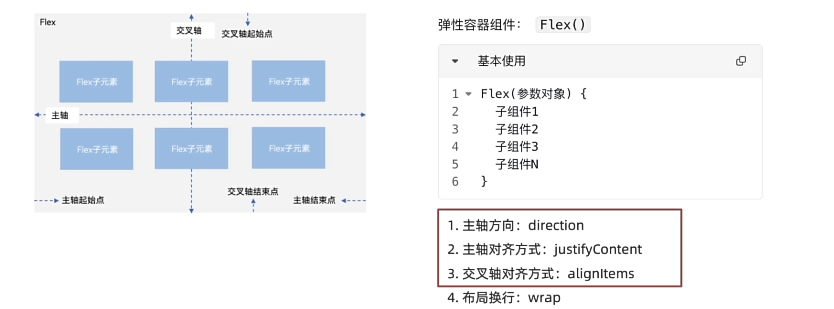 Flex
交叉轴
交叉轴起始点
Flex子元素
Flex子元素
Flex子元素
主轴
Flex子元素
Flex子元素
Flex子元素
交叉轴结束点
主轴起始点
主轴结束点
弹性容器组件： Flex()
基本使用
1 Flex(参数对象) {
2 子组件1
3 子组件2
4 子组件3
5 子组件N
6 }
1. 主轴方向：direction
2. 主轴对齐方式：justifyContent
3. 交叉轴对齐方式：alignItems
4. 布局换行：wrap